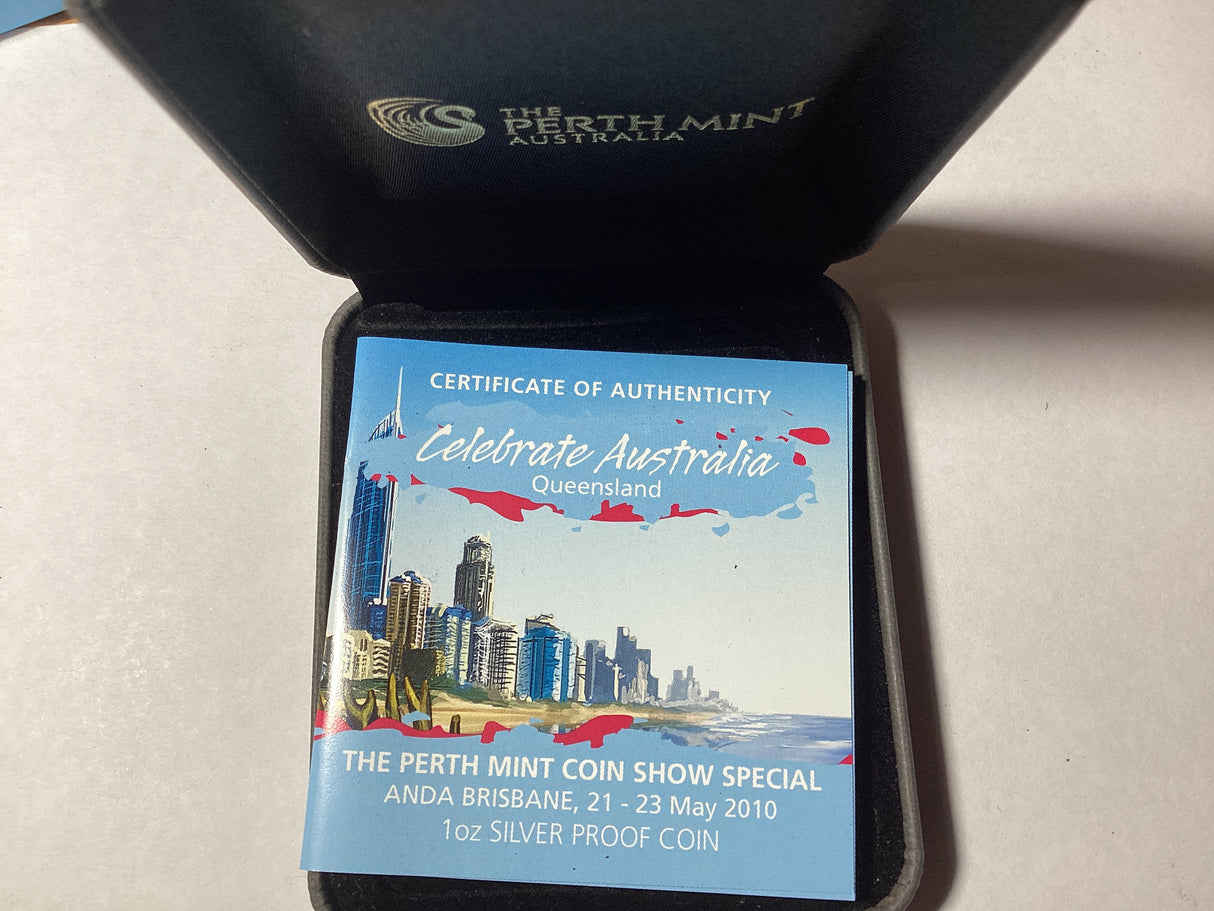 THE
PERTH MINT
AUSTRALIA
CERTIFICATE OF AUTHENTICITY
Celebrate Australia
Queensland
THE PERTH MINT COIN SHOW SPECIAL
ANDA BRISBANE, 21 - 23 May 2010
1oz SILVER PROOF COIN